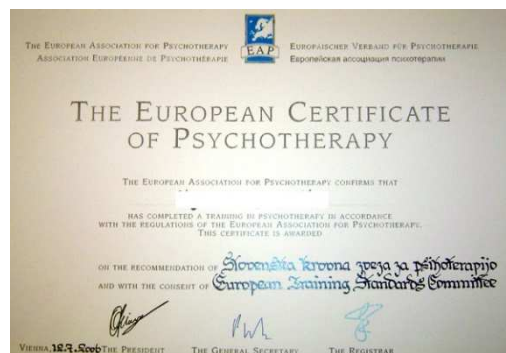 THE EUROPEAN ASSOCIATION FOR PSYCHOTHERAPY
ASSOCIATION EUROPÉENNE DE PSYCHOTHÉRAPIE
EAP
EUROPÄISCHER VERBAND FÜR PSYCHOTHERAPIE
Европейская ассоциация психотерапии
THE EUROPEAN CERTIFICATE
OF PSYCHOTHERAPY
THE EUROPEAN ASSOCIATION FOR PSYCHOTHERAPY CONFIRMS THAT
HAS COMPLETED A TRAINING IN PSYCHOTHERAPY IN ACCORDANCE
WITH THE REGULATIONS OF THE EUROPEAN ASSOCIATION FOR PSYCHOTHERAPY.
THIS CERTIFICATE IS AWARDED
ON THE RECOMMENDATION OF Slovenska krovna zveza za psihoterapijo
AND WITH THE CONSENT OF European Training Standards Committee
VIENNA, 12.7.2006 THE PRESIDENT THE GENERAL SECRETARY THE REGISTRAR